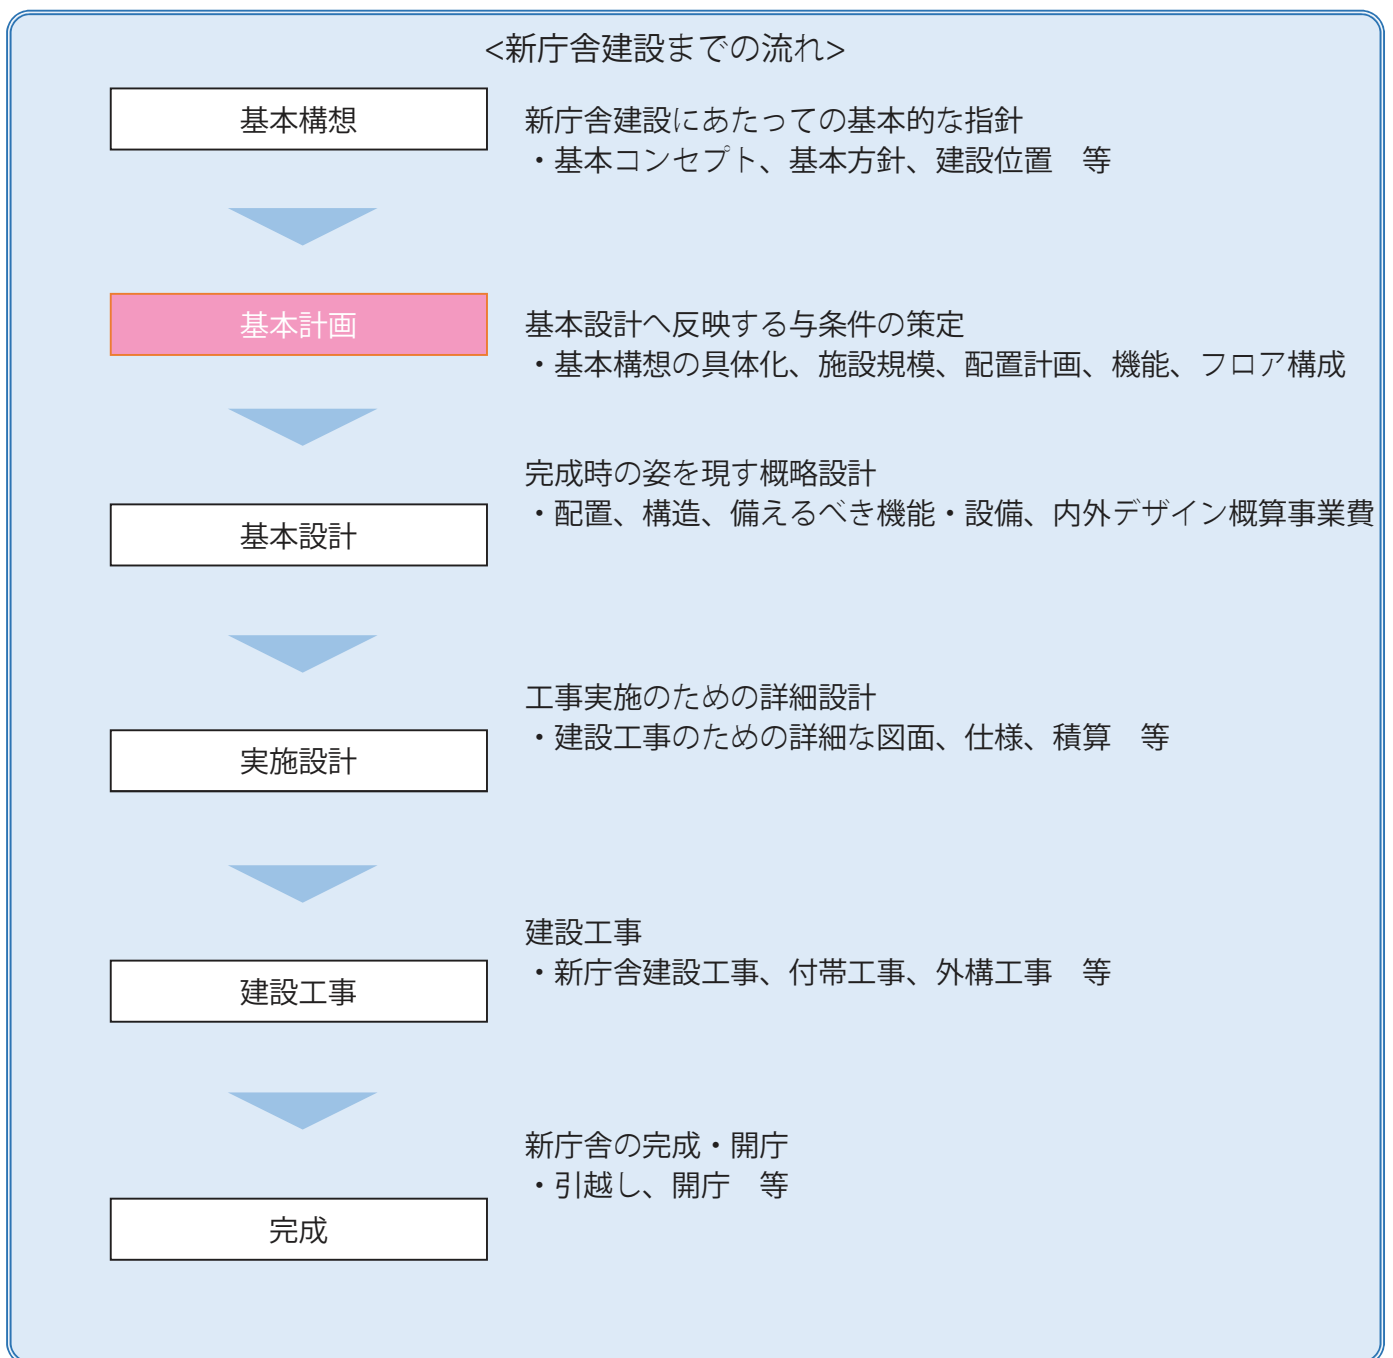 <新庁舎建設までの流れ>
基本構想
新庁舎建設にあたっての基本的な指針
・基本コンセプト、基本方針、建設位置　等
基本計画
基本設計へ反映する与条件の策定
・基本構想の具体化、施設規模、配置計画、機能、フロア構成
完成時の姿を現す概略設計
・配置、構造、備えるべき機能・設備、内外デザイン概算事業費
基本設計
工事実施のための詳細設計
・建設工事のための詳細な図面、仕様、積算　等
実施設計
建設工事
・新庁舎建設工事、付帯工事、外構工事　等
建設工事
新庁舎の完成・開庁
・引越し、開庁　等
完成